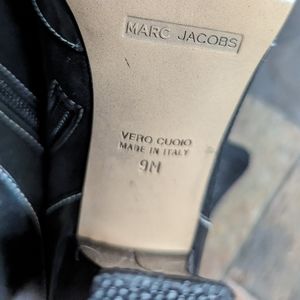 MARC JACOBS
VERO CUOIO
MADE IN ITALY
9M